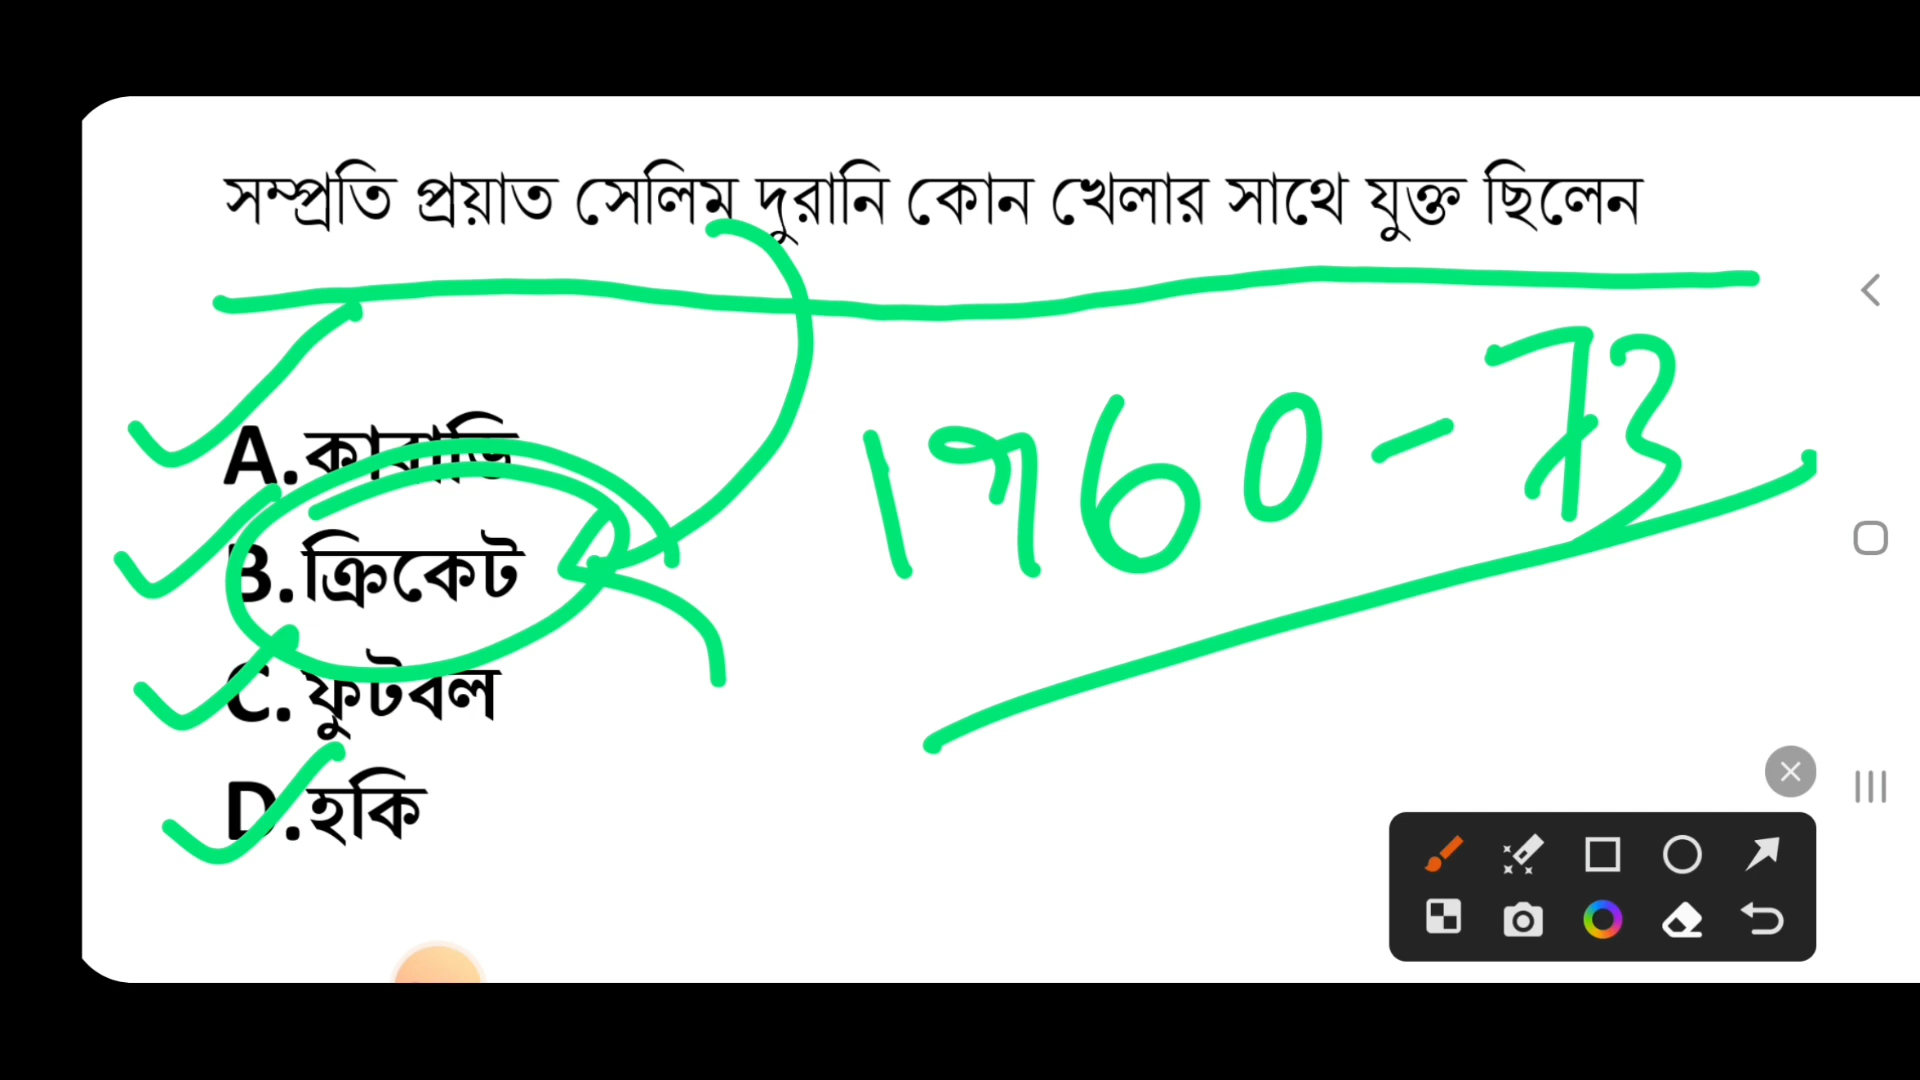 সম্প্রতি প্রয়াত সেলিম দুরানি কোন খেলার সাথে যুক্ত ছিলেন
1960-73
A.কাবাডি
B.ক্রিকেট
C.ফুটবল
D.হকি